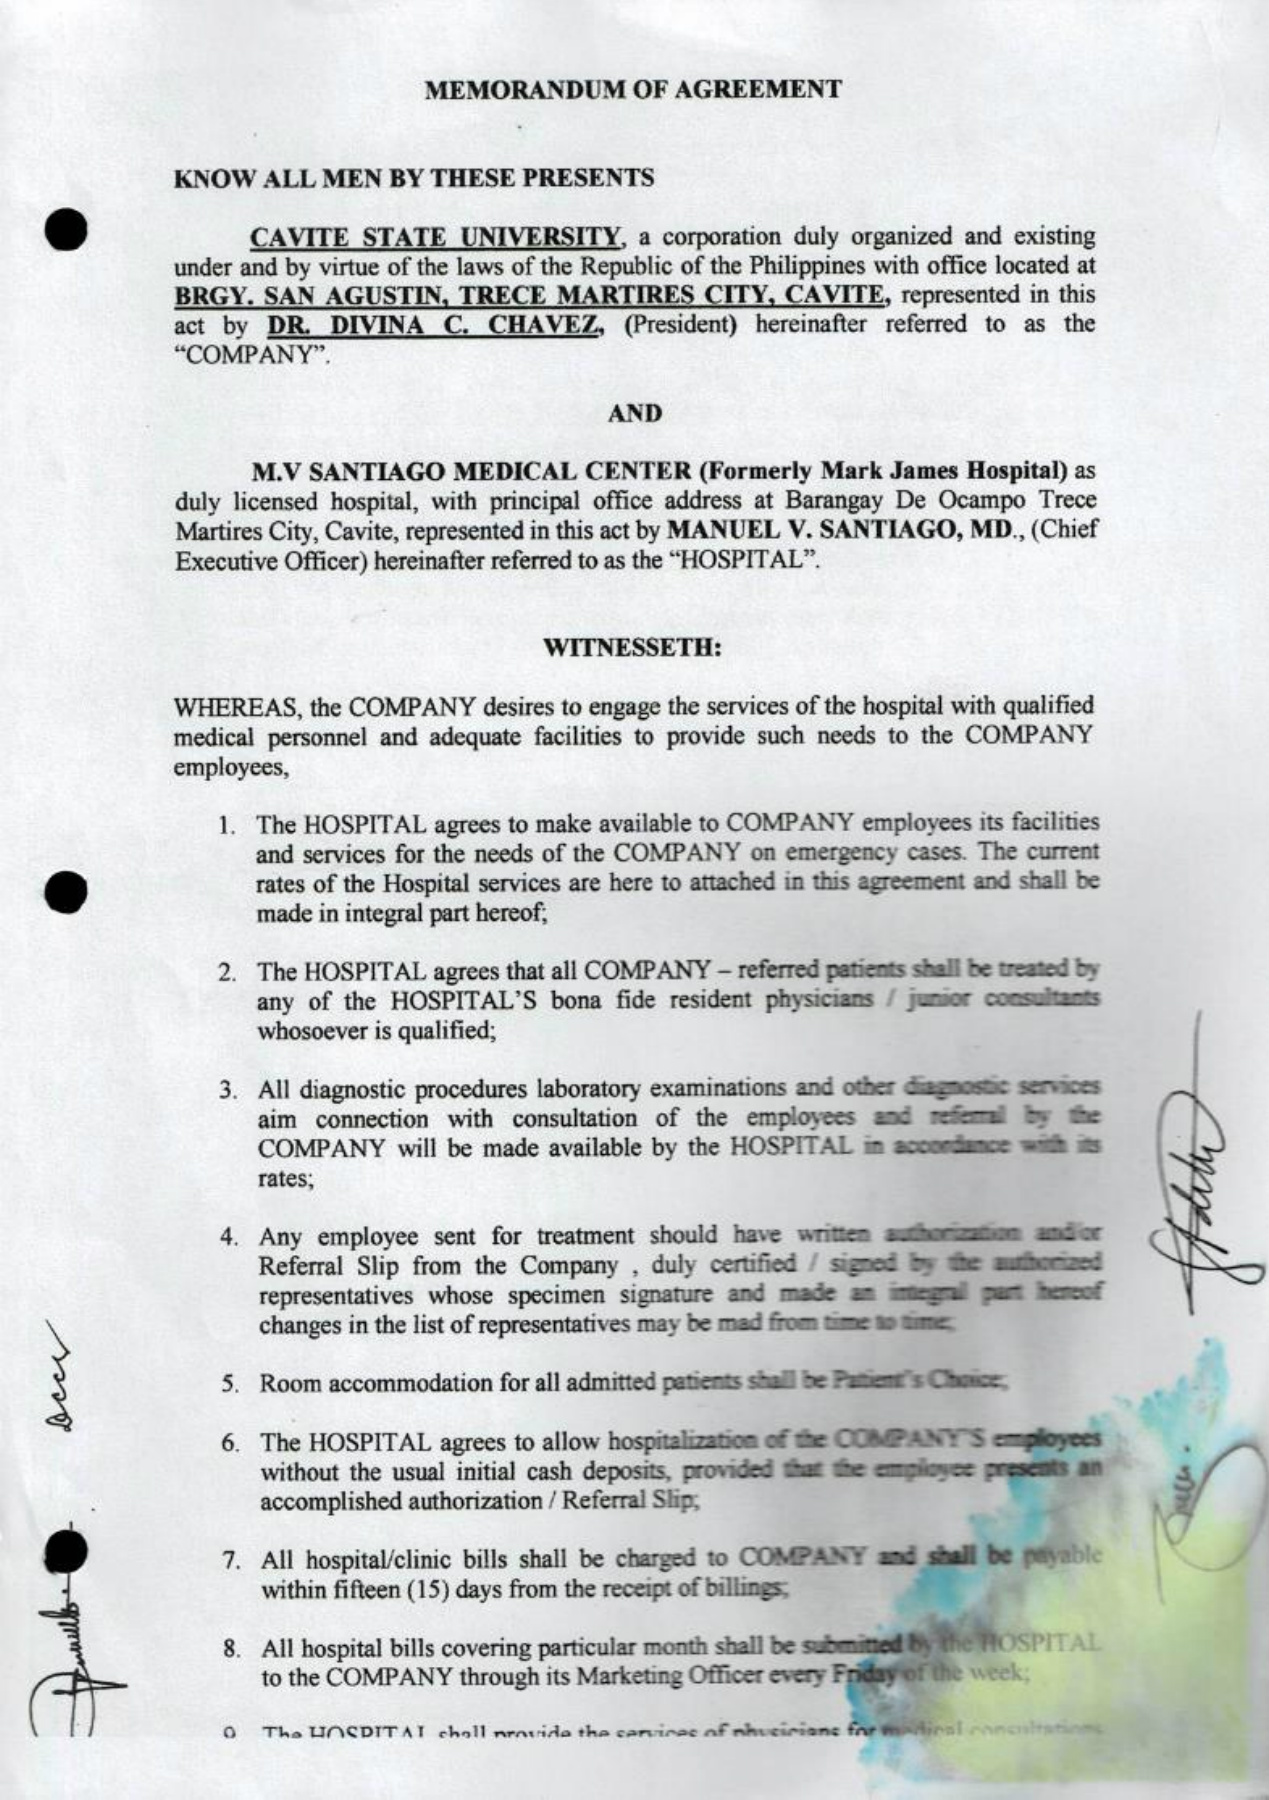 MEMORANDUM OF AGREEMENT
KNOW ALL MEN BY THESE PRESENTS
CAVITE STATE UNIVERSITY, a corporation duly organized and existing
under and by virtue of the laws of the Republic of the Philippines with office located at
BRGY. SAN AGUSTIN, TRECE MARTIRES CITY, CAVITE, represented in this
act by DR. DIVINA C. CHAVEZ, (President) hereinafter referred to as the
“COMPANY”.
AND
M.V SANTIAGO MEDICAL CENTER (Formerly Mark James Hospital) as
duly licensed hospital, with principal office address at Barangay De Ocampo Trece
Martires City, Cavite, represented in this act by MANUEL V. SANTIAGO, MD., (Chief
Executive Officer) hereinafter referred to as the “HOSPITAL”.
WITNESSETH:
WHEREAS, the COMPANY desires to engage the services of the hospital with qualified
medical personnel and adequate facilities to provide such needs to the COMPANY
employees,
1. The HOSPITAL agrees to make available to COMPANY employees its facilities
and services for the needs of the COMPANY on emergency cases. The current
rates of the Hospital services are here to attached in this agreement and shall be
made in integral part hereof;
2. The HOSPITAL agrees that all COMPANY – referred patients shall be treated by
any of the HOSPITAL’S bona fide resident physicians / junior consultants
whosoever is qualified;
3. All diagnostic procedures laboratory examinations and other diagnostic services
aim connection with consultation of the employees and referral by the
COMPANY will be made available by the HOSPITAL in accordance with its
rates;
4. Any employee sent for treatment should have written authorization and/or
Referral Slip from the Company , duly certified / signed by the authorized
representatives whose specimen signature and made an integral part hereof
changes in the list of representatives may be mad from time to time;
5. Room accommodation for all admitted patients shall be Patient’s Choice;
6. The HOSPITAL agrees to allow hospitalization of the COMPANY’S employees
without the usual initial cash deposits, provided that the employee presents an
accomplished authorization / Referral Slip;
7. All hospital/clinic bills shall be charged to COMPANY and shall be payable
within fifteen (15) days from the receipt of billings;
8. All hospital bills covering particular month shall be submitted by the HOSPITAL
to the COMPANY through its Marketing Officer every Friday of the week;
9 The HOSPITAL shall provide the services of physicians for medical consultations